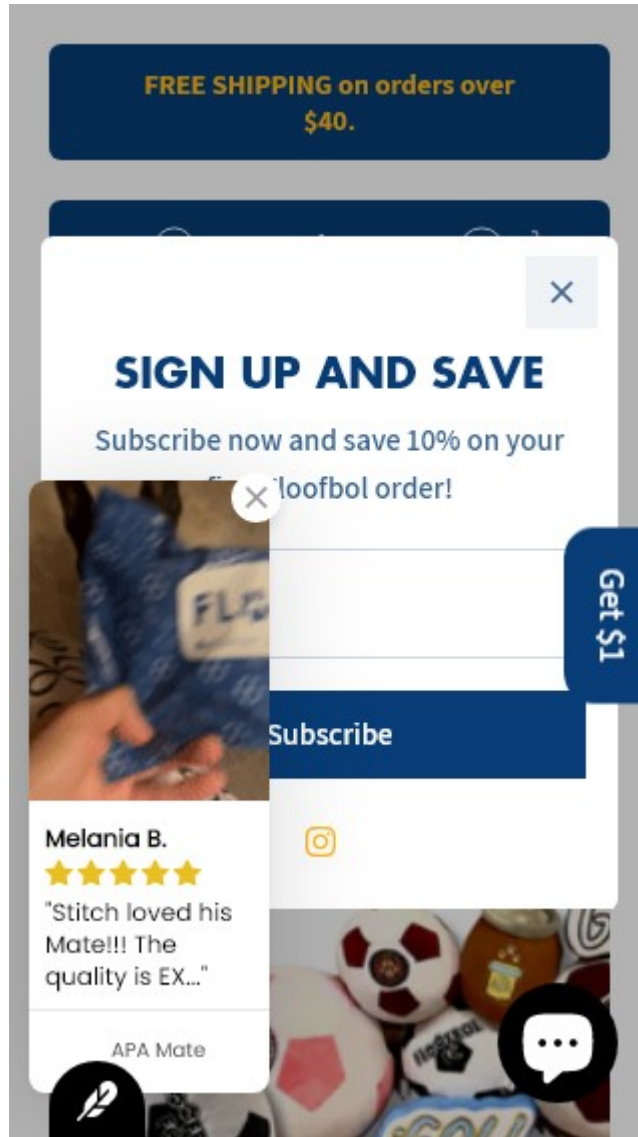 FREE SHIPPING on orders over
$40.
SIGN UP AND SAVE
Subscribe now and save 10% on your
loofbol order!
Get $1
Subscribe
Melania B.
"Stitch loved his
Mate!!! The
quality is EX..."
APA Mate